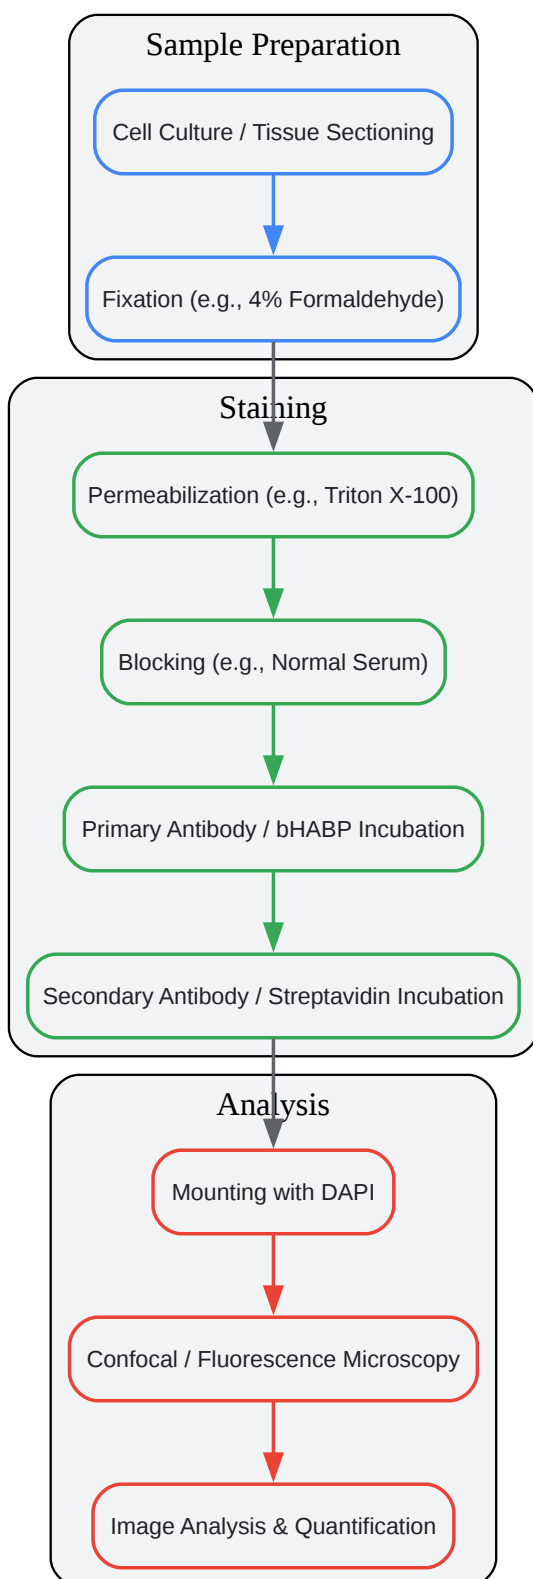 Sample Preparation
Cell Culture / Tissue Sectioning
Fixation (e.g., 4% Formaldehyde)
Staining
Permeabilization (e.g., Triton X-100)
Blocking (e.g., Normal Serum)
Primary Antibody / bHABP Incubation
Secondary Antibody / Streptavidin Incubation
Analysis
Mounting with DAPI
Confocal / Fluorescence Microscopy
Image Analysis & Quantification